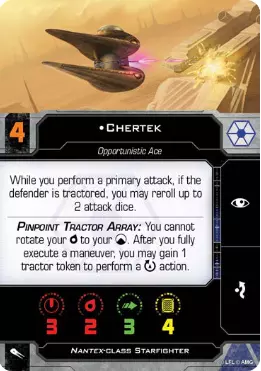 •Chertek
4
Opportunistic Ace
While you perform a primary attack, if the
defender is tractored, you may reroll up to
2 attack dice.
Pinpoint Tractor Array: You cannot
rotate your to your . After you fully
execute a maneuver, you may gain 1
tractor token to perform a action.
3 2 3 4
Nantex-class Starfighter
LFL © AMG